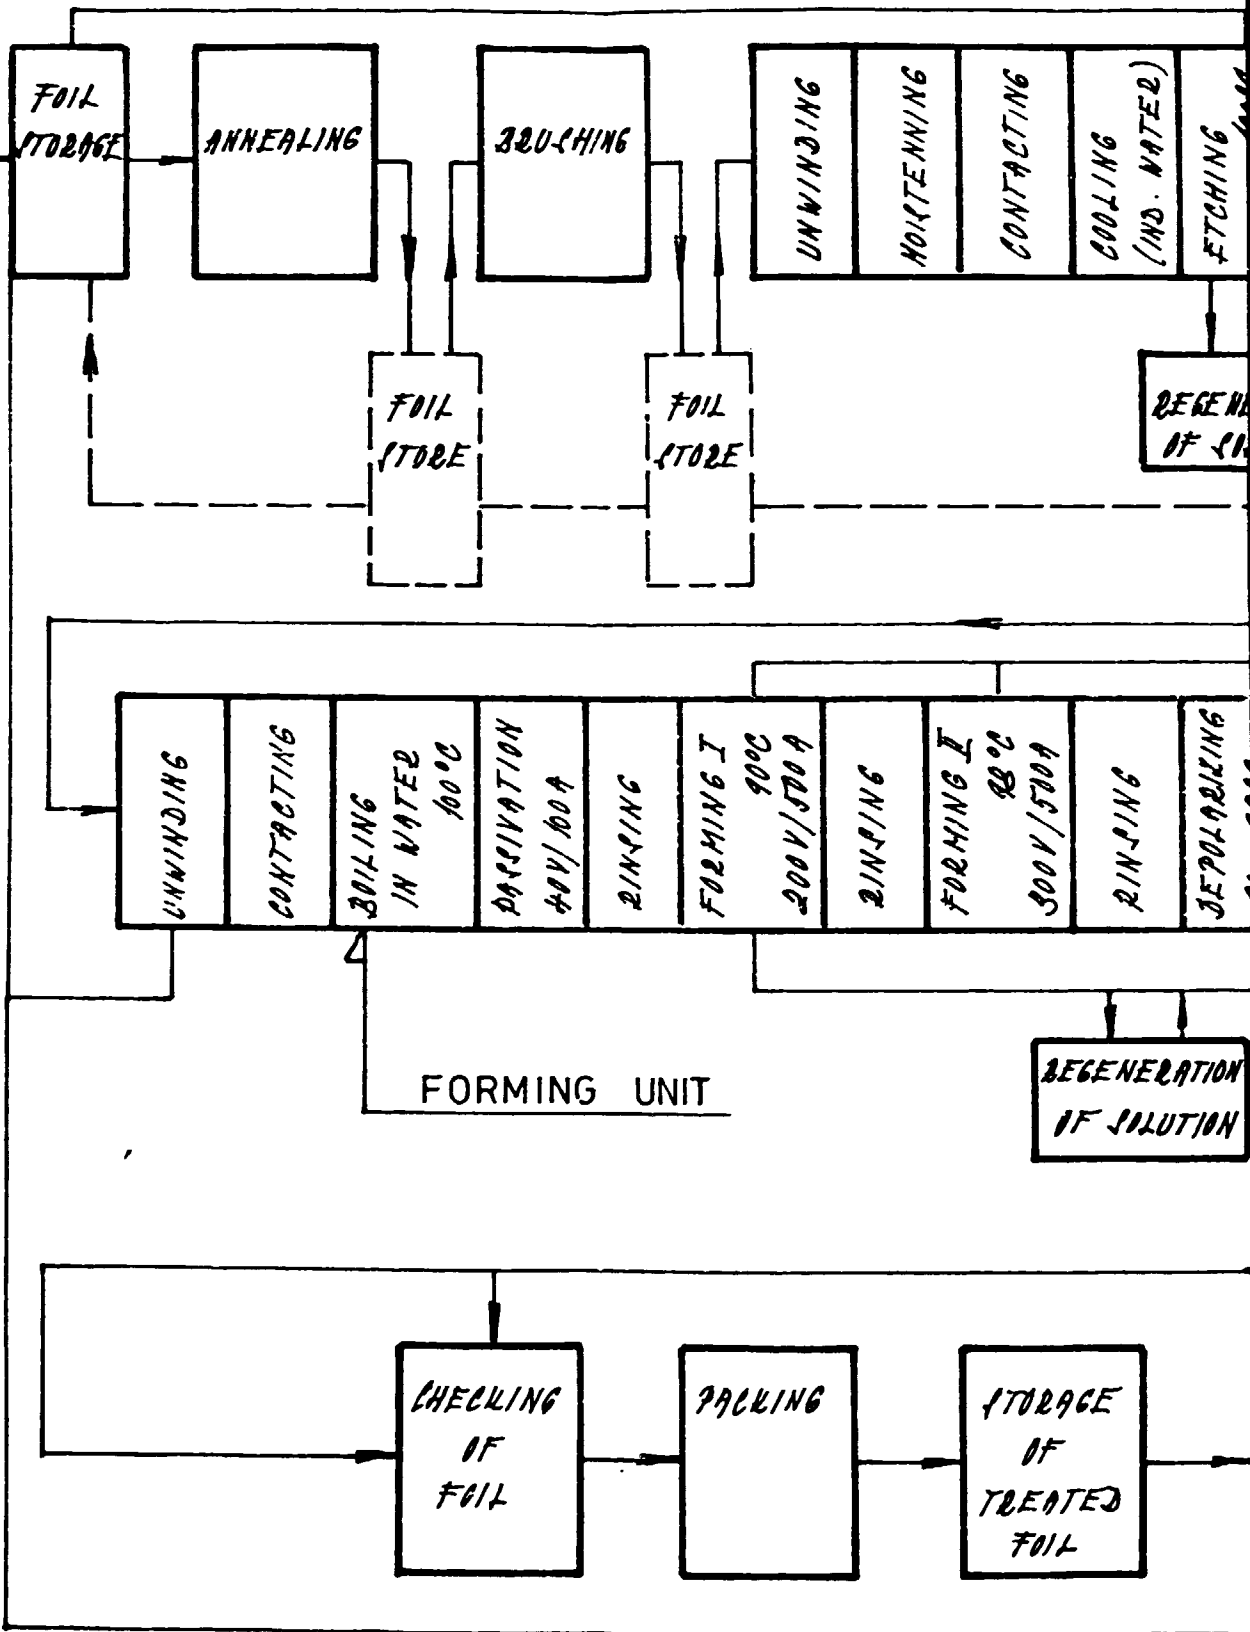 FOIL
STORAGE
ANNEALING
BRUSHING
UNWINDING
MOISTENNING
CONTACTING
COOLING
(IND. WATER)
ETCHING
FOIL
STORE
FOIL
STORE
OF
UNWINDING
CONTACTING
BOILING
IN WATER
100°C
PASSIVATION
40V/100A
RINSING
FORMING I
90°C
200V/500A
RINSING
FORMING II
°C
300V/500A
RINSING
DEPOLARIZING
FORMING UNIT
REGENERATION
OF SOLUTION
CHECKING
OF
FOIL
PACKING
STORAGE
OF
TREATED
FOIL